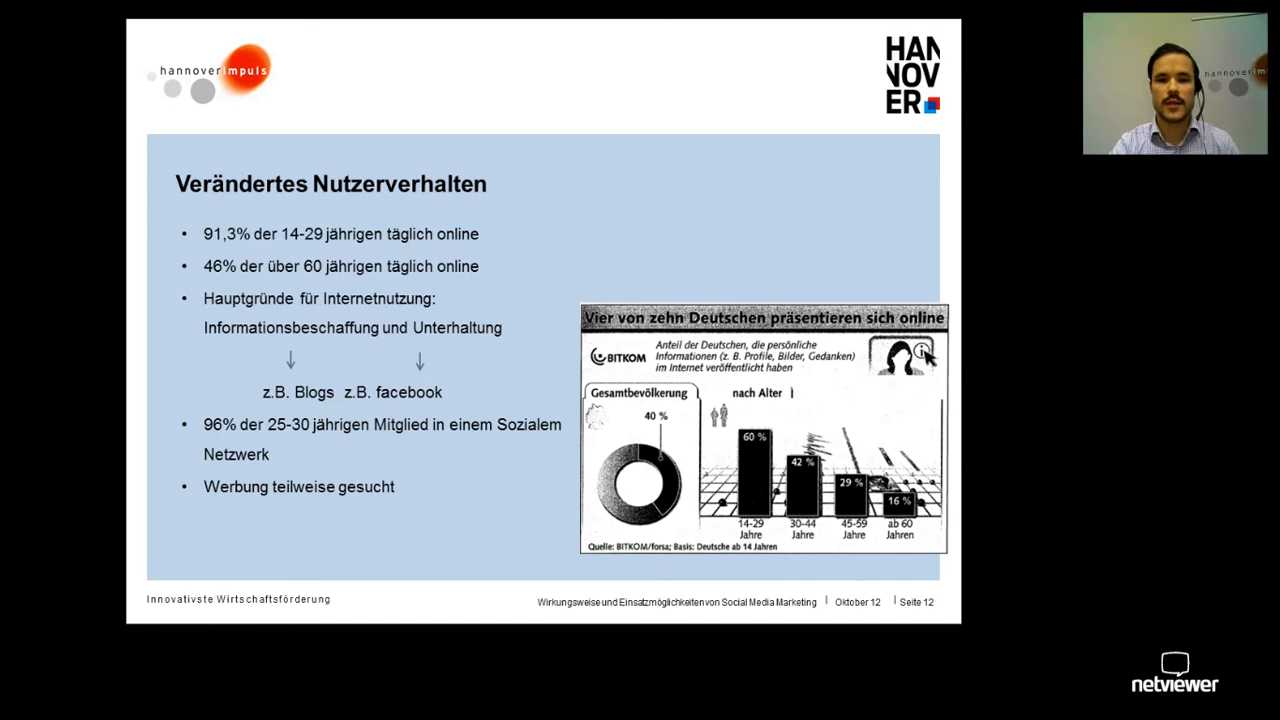 hannoverimpuls
HAN
NOV
ER
hannoverim
Verändertes Nutzerverhalten
• 91,3% der 14-29 jährigen täglich online
• 46% der über 60 jährigen täglich online
• Hauptgründe für Internetnutzung:
Informationsbeschaffung und Unterhaltung
z.B. Blogs z.B. facebook
• 96% der 25-30 jährigen Mitglied in einem Sozialem
Netzwerk
• Werbung teilweise gesucht
Vier von zehn Deutschen präsentieren sich online
BITKOM
Anteil der Deutschen, die persönliche
Informationen (z. B. Profile, Bilder, Gedanken)
im Internet veröffentlicht haben
i
Gesamtbevölkerung
nach Alter
40 %
60 %
42 %
29 %
16 %
14-29
Jahre
30-44
Jahre
45-59
Jahre
ab 60
Jahren
Quelle: BITKOM/forsa; Basis: Deutsche ab 14 Jahren
Innovativste Wirtschaftsförderung
Wirkungsweise und Einsatzmöglichkeiten von Social Media Marketing | Oktober 12 | Seite 12
netviewer